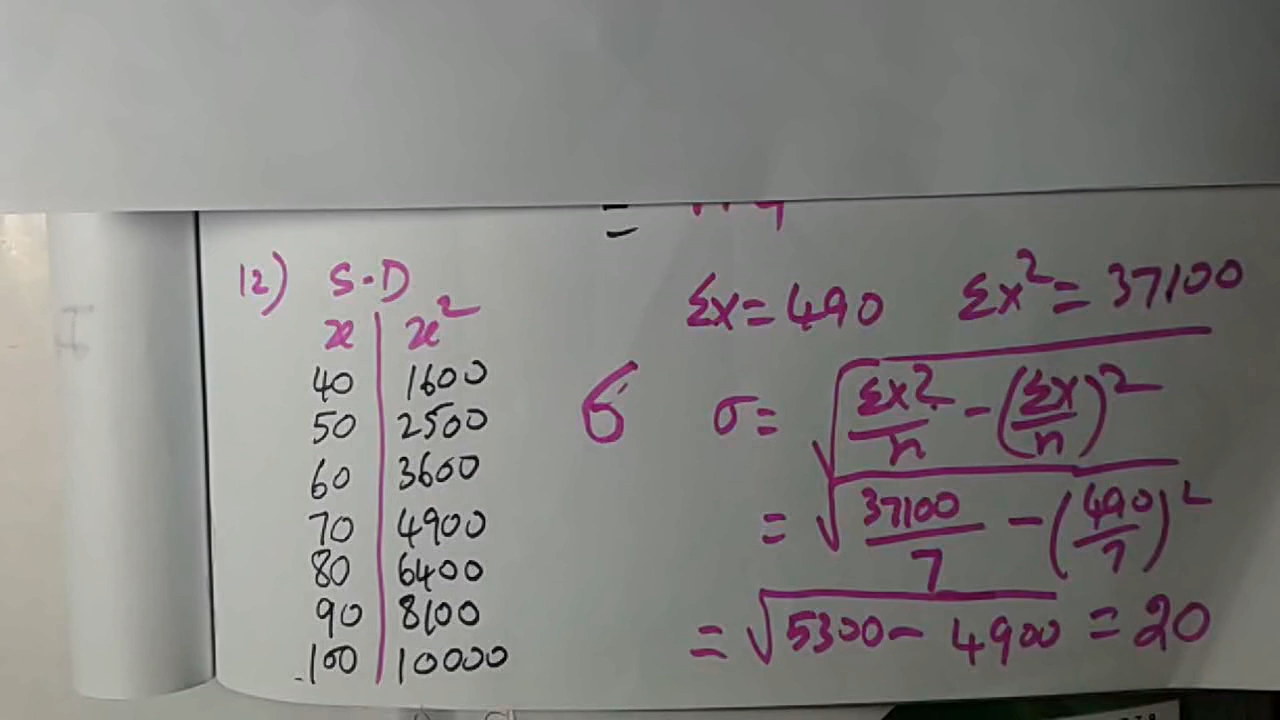 12) S.D
x | x²
40 | 1600
50 | 2500
60 | 3600
70 | 4900
80 | 6400
90 | 8100
100 | 10000
Σx = 490 Σx² = 37100
6 σ = √(Σx²/n - (Σx/n)²)
= √(37100/7 - (490/7)²)
= √(5300 - 4900) = 20